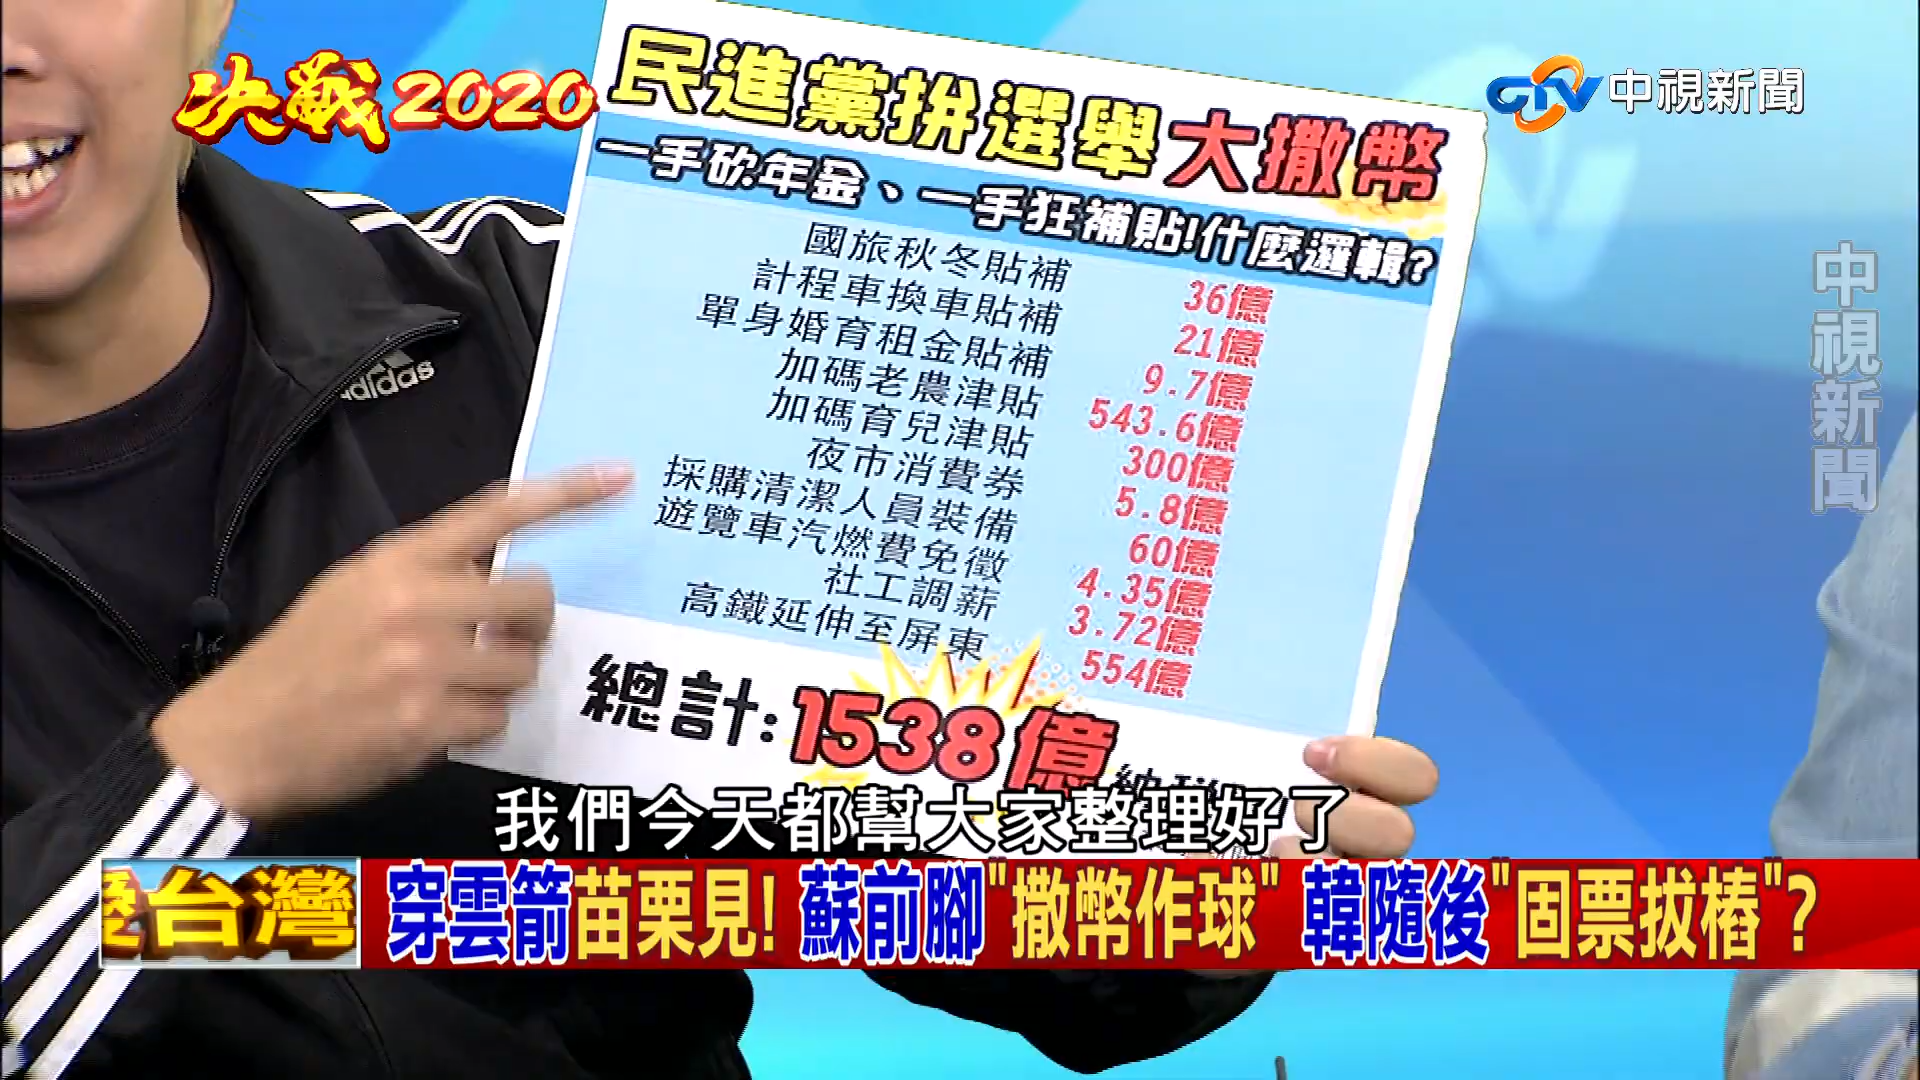 決戰2020
CTV 中視新聞
中視新聞
民進黨拚選舉大撒幣
一手砍年金、一手狂補貼!什麼邏輯?
國旅秋冬貼補 36億
計程車換車貼補 21億
單身婚育租金貼補 9.7億
加碼老農津貼 543.6億
加碼育兒津貼 300億
夜市消費券 5.8億
採購清潔人員裝備 60億
遊覽車汽燃費免徵 4.35億
社工調薪 3.72億
高鐵延伸至屏東 554億
總計:1538億
adidas
我們今天都幫大家整理好了
台灣
穿雲箭苗栗見! 蘇前腳"撒幣作球" 韓隨後"固票拔樁"?